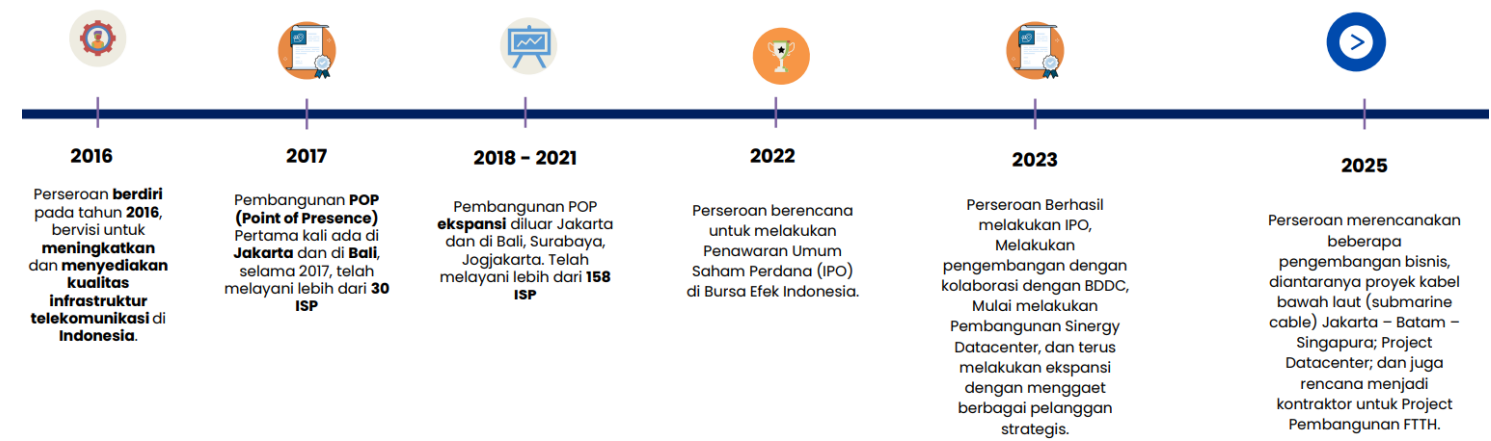 2016
Perseroan berdiri
pada tahun 2016,
bervisi untuk
meningkatkan
dan menyediakan
kualitas
infrastruktur
telekomunikasi di
Indonesia.
2017
Pembangunan POP
(Point of Presence)
Pertama kali ada di
Jakarta dan di Bali,
selama 2017, telah
melayani lebih dari 30
ISP
2018 - 2021
Pembangunan POP
ekspansi diluar Jakarta
dan di Bali, Surabaya,
Jogjakarta. Telah
melayani lebih dari 158
ISP
2022
Perseroan berencana
untuk melakukan
Penawaran Umum
Saham Perdana (IPO)
di Bursa Efek Indonesia.
2023
Perseroan Berhasil
melakukan IPO,
Melakukan
pengembangan dengan
kolaborasi dengan BDDC,
Mulai melakukan
Pembangunan Sinergy
Datacenter, dan terus
melakukan ekspansi
dengan menggaet
berbagai pelanggan
strategis.
2025
Perseroan merencanakan
beberapa
pengembangan bisnis,
diantaranya proyek kabel
bawah laut (submarine
cable) Jakarta – Batam –
Singapura; Project
Datacenter; dan juga
rencana menjadi
kontraktor untuk Project
Pembangunan FTTH.